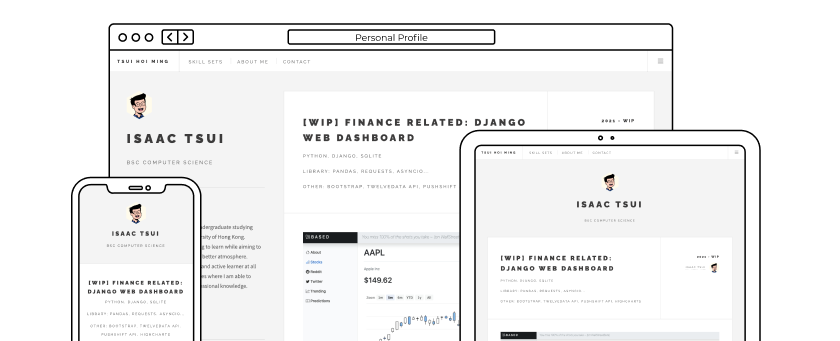 Personal Profile
TSUI HOI MING
SKILL SETS
ABOUT ME
CONTACT
ISAAC TSUI
BSC COMPUTER SCIENCE
[WIP] FINANCE RELATED: DJANGO
WEB DASHBOARD
PYTHON, DJANGO, SQLITE
LIBRARY: PANDAS, REQUESTS, ASYNCIO...
OTHER: BOOTSTRAP, TWELVEDATA API, PUSHSHIFT
2021 - WIP
dergraduate studying
sity of Hong Kong,
g to learn while aiming to
better atmosphere.
and active learner at all
es where I am able to
ssional knowledge.
BASED
About
Stocks
Reddit
Twitter
Trending
Predictions
AAPL
Apple Inc
$149.62
ISAAC TSUI
BSC COMPUTER SCIENCE
[WIP] FINANCE RELATED:
DJANGO WEB DASHBOARD
PYTHON, DJANGO, SQLITE
LIBRARY: PANDAS, REQUESTS, ASYNCIO...
OTHER: BOOTSTRAP, TWELVEDATA API,
PUSHSHIFT API, HIGHCHARTS
TSUI HOI MING
SKILL SETS
ABOUT ME
CONTACT
ISAAC TSUI
BSC COMPUTER SCIENCE
[WIP] FINANCE RELATED:
DJANGO WEB DASHBOARD
PYTHON, DJANGO, SQLITE
LIBRARY: PANDAS, REQUESTS, ASYNCIO...
OTHER: BOOTSTRAP, TWELVEDATA API, PUSHSHIFT API, HIGHCHARTS
2021 - WIP
ISAAC TSUI
BASED